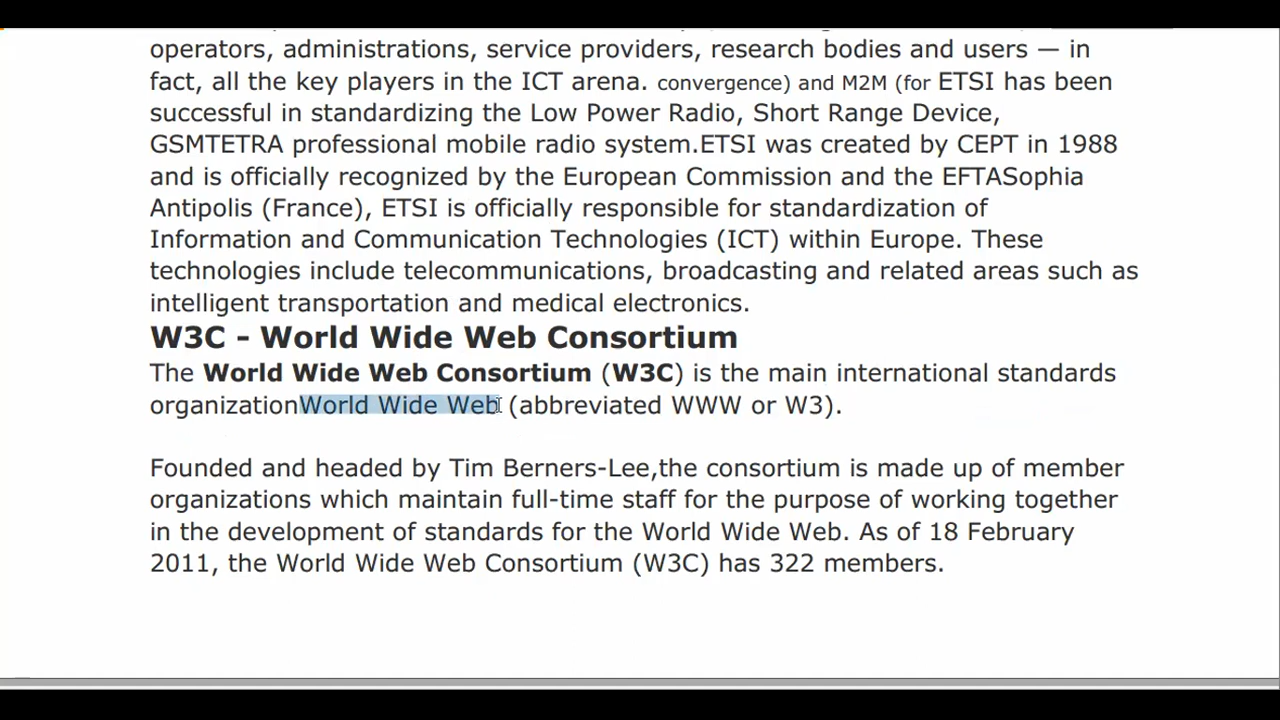 operators, administrations, service providers, research bodies and users — in
fact, all the key players in the ICT arena. convergence) and M2M (for ETSI has been
successful in standardizing the Low Power Radio, Short Range Device,
GSMTETRA professional mobile radio system.ETSI was created by CEPT in 1988
and is officially recognized by the European Commission and the EFTASophia
Antipolis (France), ETSI is officially responsible for standardization of
Information and Communication Technologies (ICT) within Europe. These
technologies include telecommunications, broadcasting and related areas such as
intelligent transportation and medical electronics.
W3C – World Wide Web Consortium
The World Wide Web Consortium (W3C) is the main international standards
organizationWorld Wide Web (abbreviated WWW or W3).
Founded and headed by Tim Berners-Lee,the consortium is made up of member
organizations which maintain full-time staff for the purpose of working together
in the development of standards for the World Wide Web. As of 18 February
2011, the World Wide Web Consortium (W3C) has 322 members.